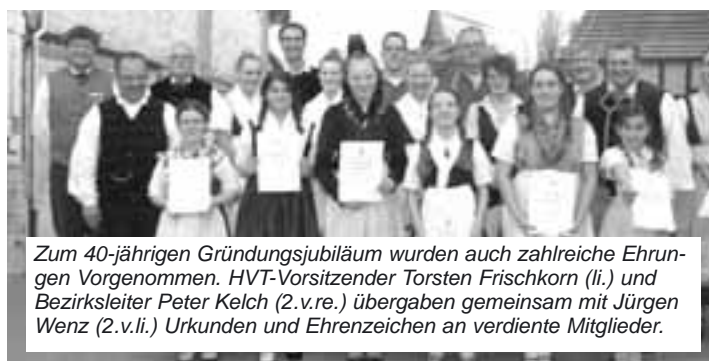 Zum 40-jährigen Gründungsjubiläum wurden auch zahlreiche Ehrun-
gen Vorgenommen. HVT-Vorsitzender Torsten Frischkorn (li.) und
Bezirksleiter Peter Kelch (2.v.re.) übergaben gemeinsam mit Jürgen
Wenz (2.v.li.) Urkunden und Ehrenzeichen an verdiente Mitglieder.